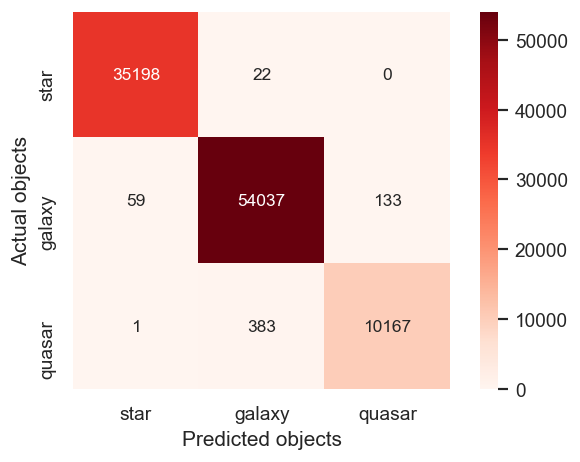 star
35198 22 0
galaxy
59 54037 133
quasar
1 383 10167
Actual objects
star galaxy quasar
Predicted objects
50000
40000
30000
20000
10000
0